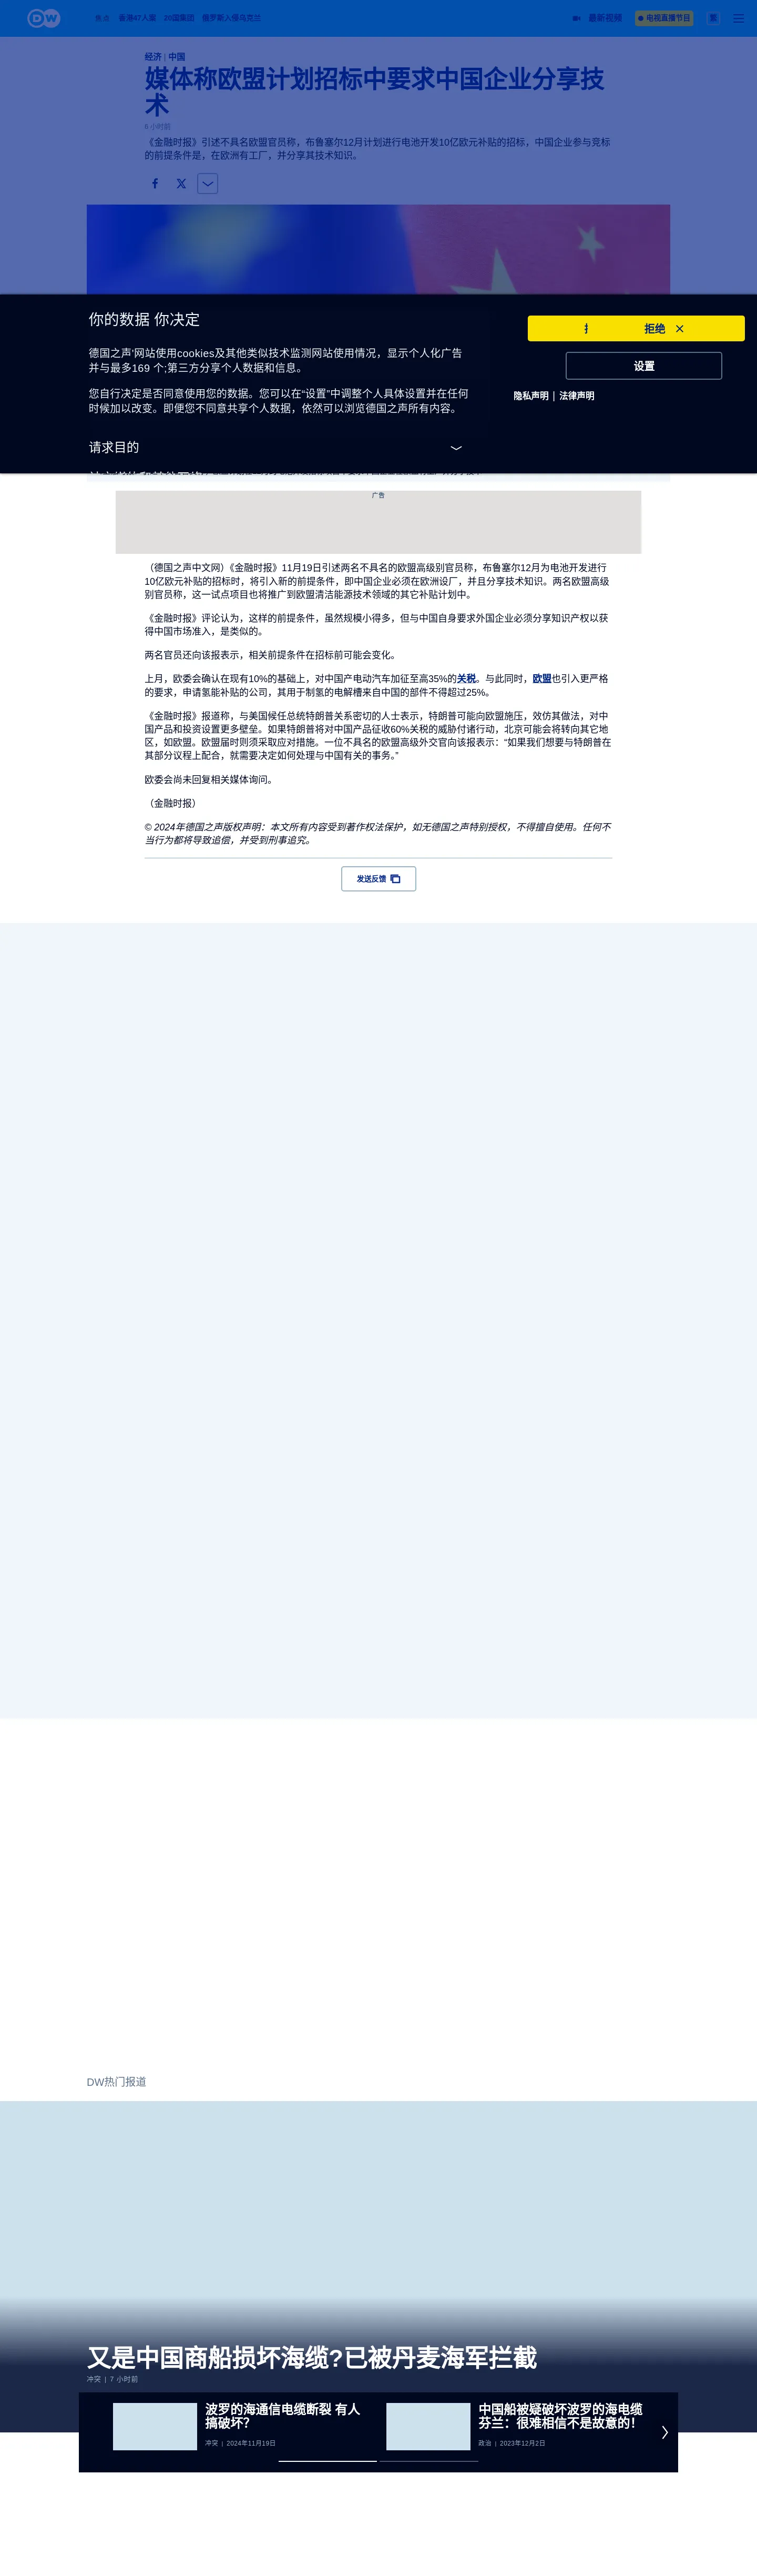 DW
热点 香港47人案 20国集团 俄罗斯入侵乌克兰
最新视频
电视直播节目
繁
经济 | 中国
媒体称欧盟计划招标中要求中国企业分享技
术
6 小时前
《金融时报》引述不具名欧盟官员称，布鲁塞尔12月计划进行电池开发10亿欧元补贴的招标，中国企业参与竞标
的前提条件是，在欧洲有工厂，并分享其技术知识。
你的数据 你决定
德国之声'网站使用cookies及其他类似技术监测网站使用情况，显示个人化广告
并与最多169 个;第三方分享个人数据和信息。
您自行决定是否同意使用您的数据。您可以在“设置”中调整个人具体设置并在任何
时候加以改变。即便您不同意共享个人数据，依然可以浏览德国之声所有内容。
请求目的
拒绝
设置
隐私声明 | 法律声明
广告
（德国之声中文网）《金融时报》11月19日引述两名不具名的欧盟高级别官员称，布鲁塞尔12月为电池开发进行
10亿欧元补贴的招标时，将引入新的前提条件，即中国企业必须在欧洲设厂，并且分享技术知识。两名欧盟高级
别官员称，这一试点项目也将推广到欧盟清洁能源技术领域的其它补贴计划中。
《金融时报》评论认为，这样的前提条件，虽然规模小得多，但与中国自身要求外国企业必须分享知识产权以获
得中国市场准入，是类似的。
两名官员还向该报表示，相关前提条件在招标前可能会变化。
上月，欧委会确认在现有10%的基础上，对中国产电动汽车加征至高35%的关税。与此同时，欧盟也引入更严格
的要求，申请氢能补贴的公司，其用于制氢的电解槽来自中国的部件不得超过25%。
《金融时报》报道称，与美国候任总统特朗普关系密切的人士表示，特朗普可能向欧盟施压，效仿其做法，对中
国产品和投资设置更多壁垒。如果特朗普将对中国产品征收60%关税的威胁付诸行动，北京可能会将转向其它地
区，如欧盟。欧盟届时则须采取应对措施。一位不具名的欧盟高级外交官向该报表示：“如果我们想要与特朗普在
其部分议程上配合，就需要决定如何处理与中国有关的事务。”
欧委会尚未回复相关媒体询问。
（金融时报）
© 2024年德国之声版权声明：本文所有内容受到著作权法保护，如无德国之声特别授权，不得擅自使用。任何不
当行为都将导致追偿，并受到刑事追究。
发送反馈
DW热门报道
又是中国商船损坏海缆?已被丹麦海军拦截
冲突 | 7 小时前
波罗的海通信电缆断裂 有人
搞破坏？
冲突 | 2024年11月19日
中国船被疑破坏波罗的海电缆
芬兰：很难相信不是故意的！
政治 | 2023年12月2日